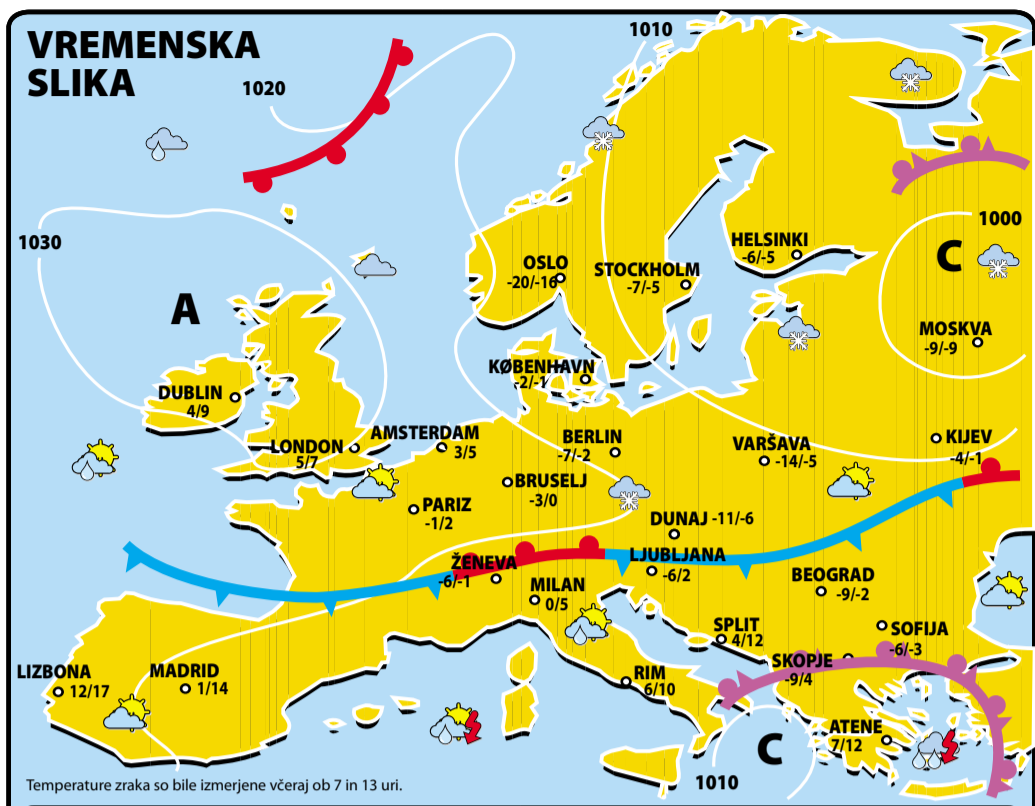 VREMENSKA
SLIKA
1010
1020
1030
1000
A
C
HELSINKI
-6/-5
OSLO
-20/-16
STOCKHOLM
-7/-5
MOSKVA
-9/-9
KØBENHAVN
-2/-1
DUBLIN
4/9
LONDON
5/7
AMSTERDAM
3/5
BERLIN
-7/-2
VARŠAVA
-14/-5
KIJEV
-4/-1
BRUSELJ
-3/0
PARIZ
-1/2
DUNAJ -11/-6
LJUBLJANA
-6/2
ŽENEVA
-6/-1
MILAN
0/5
BEOGRAD
-9/-2
SPLIT
4/12
SOFIJA
-6/-3
SKOPJE
-9/4
LIZBONA
12/17
MADRID
1/14
RIM
6/10
ATENE
7/12
C
1010
Temperature zraka so bile izmerjene včeraj ob 7 in 13 uri.